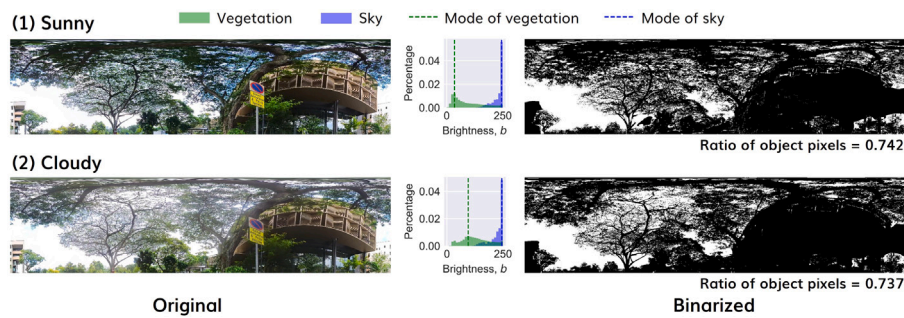 Vegetation Sky Mode of vegetation Mode of sky
(1) Sunny
Percentage
0.04
0.02
0.00
0 250
Brightness, b
Ratio of object pixels = 0.742
(2) Cloudy
Percentage
0.04
0.02
0.00
0 250
Brightness, b
Ratio of object pixels = 0.737
Original Binarized